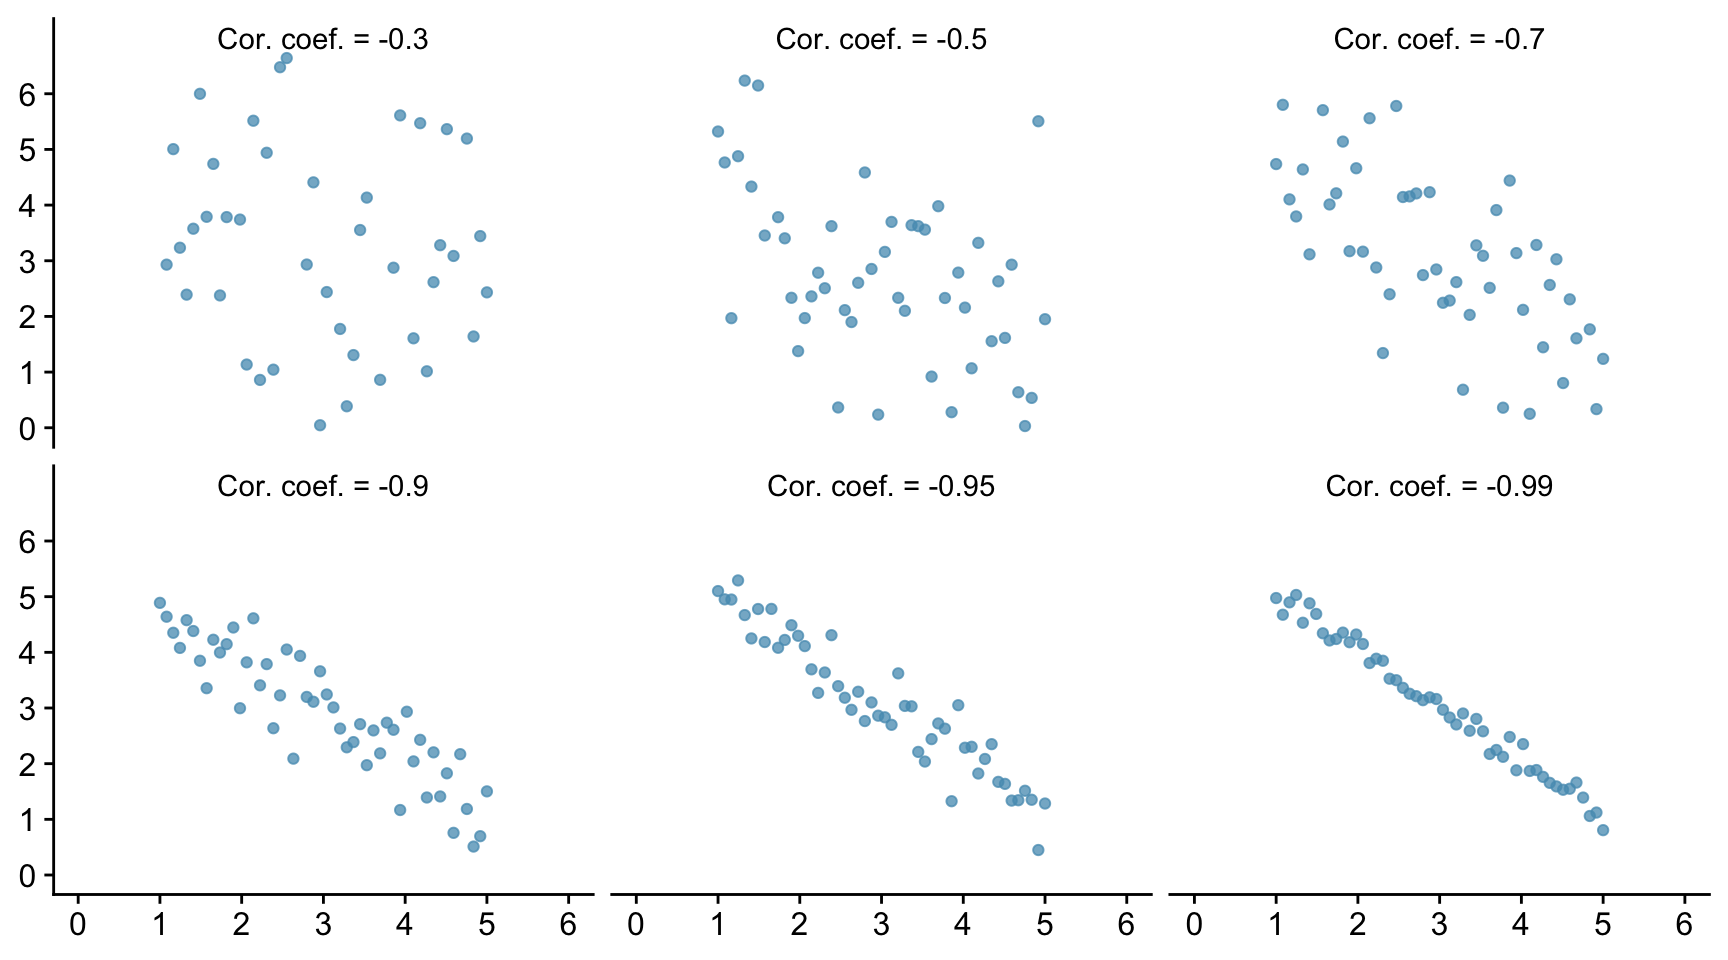 Cor. coef. = -0.3
Cor. coef. = -0.5
Cor. coef. = -0.7
6
5
4
3
2
1
0
Cor. coef. = -0.9
Cor. coef. = -0.95
Cor. coef. = -0.99
6
5
4
3
2
1
0
0 1 2 3 4 5 6
0 1 2 3 4 5 6
0 1 2 3 4 5 6